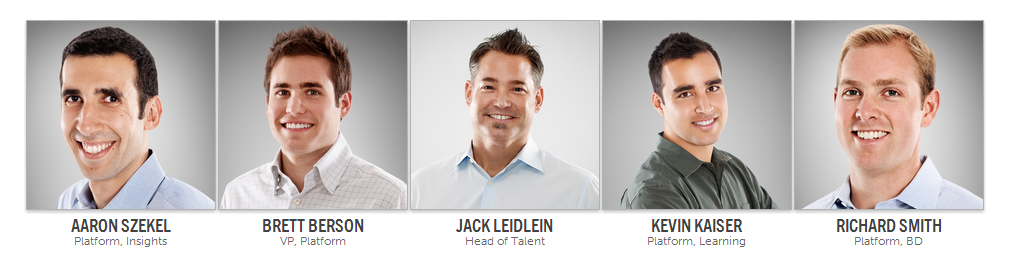 AARON SZEKEL
Platform, Insights
BRETT BERSON
VP, Platform
JACK LEIDLEIN
Head of Talent
KEVIN KAISER
Platform, Learning
RICHARD SMITH
Platform, BD